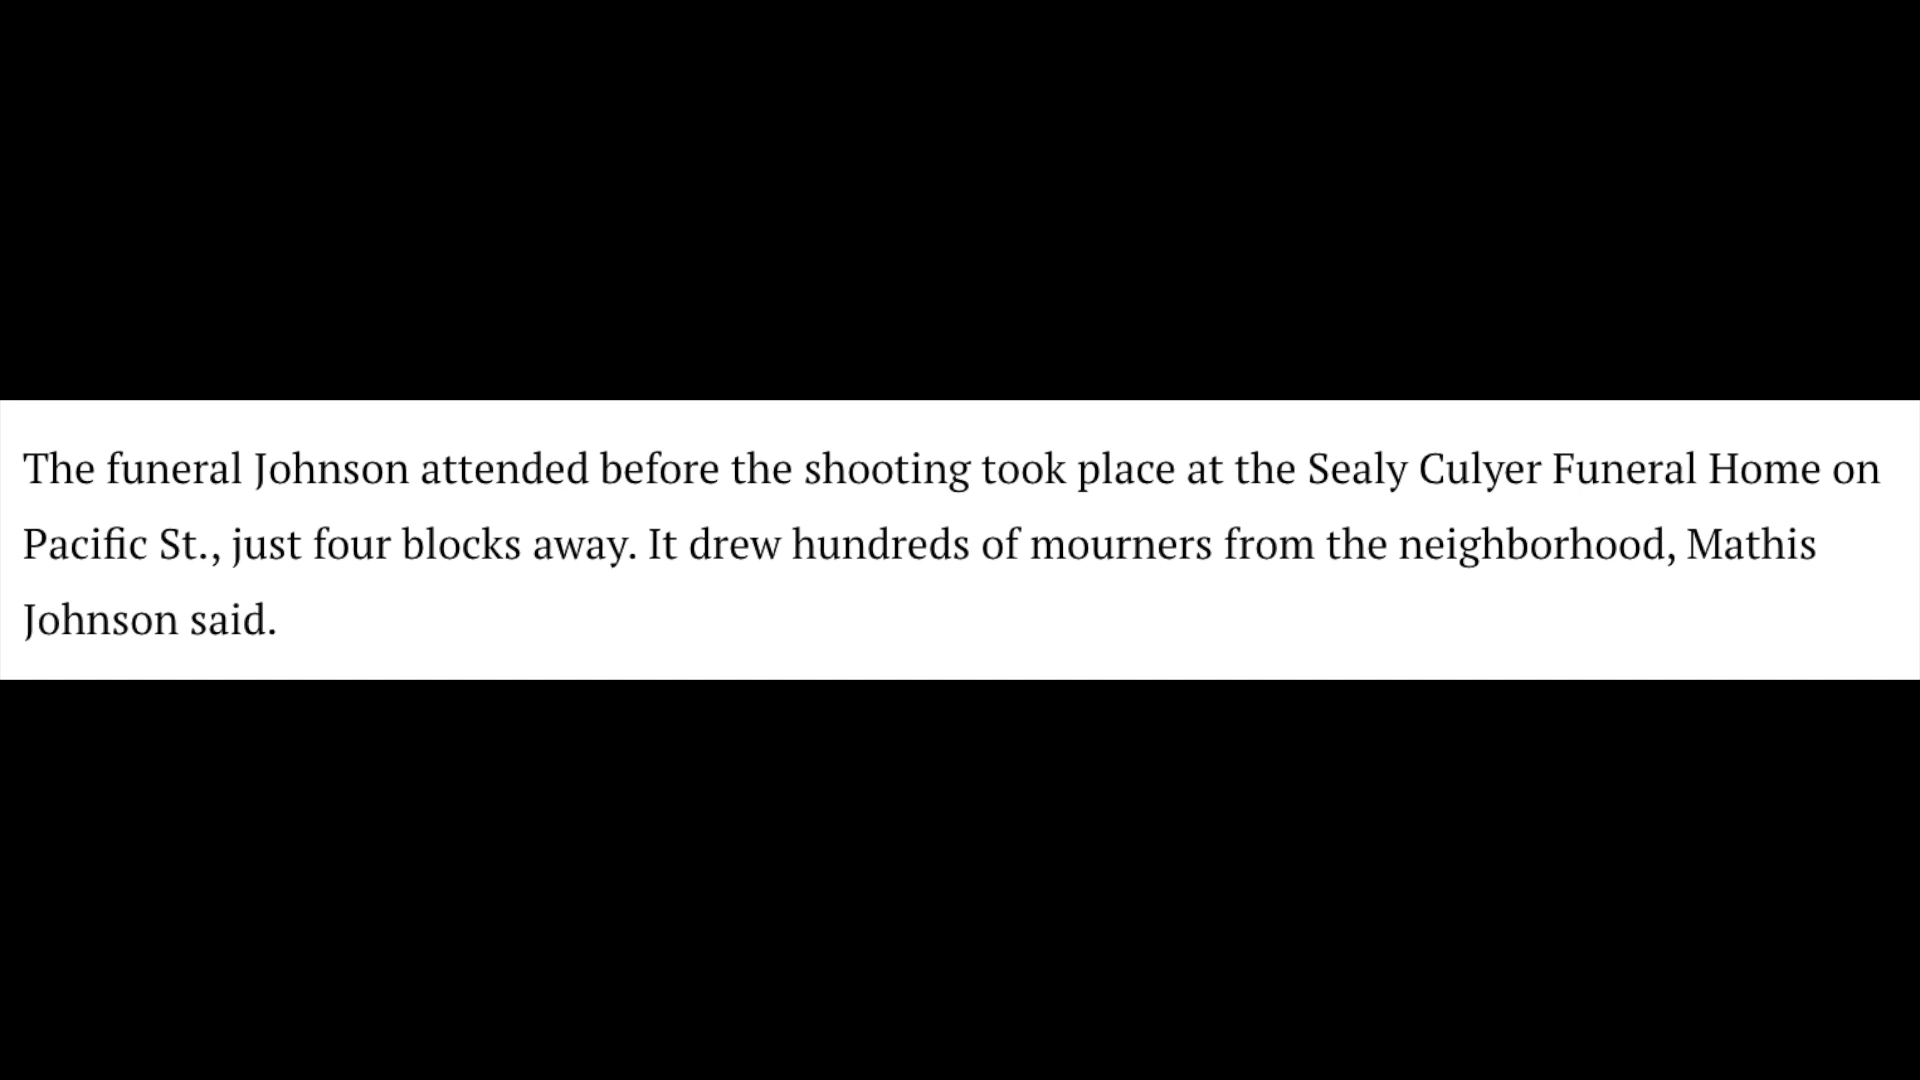 The funeral Johnson attended before the shooting took place at the Sealy Culyer Funeral Home on
Pacific St., just four blocks away. It drew hundreds of mourners from the neighborhood, Mathis
Johnson said.